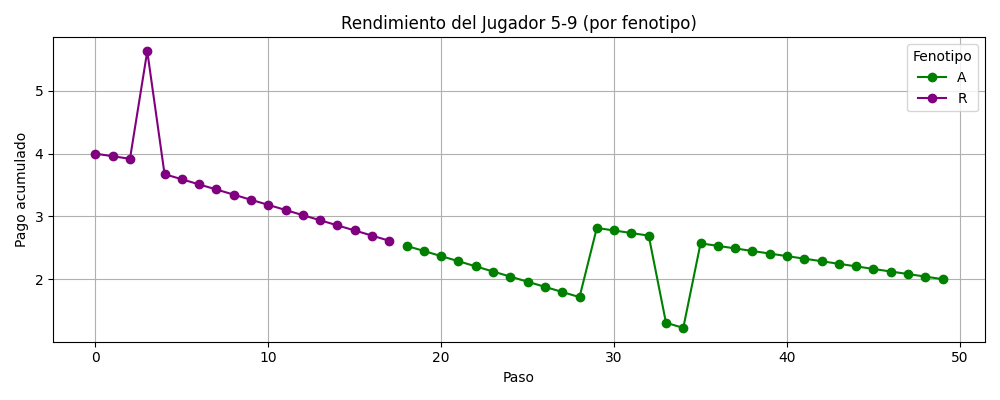 Rendimiento del Jugador 5-9 (por fenotipo)
Pago acumulado
5
4
3
2
Fenotipo
A
R
0
10
20
30
40
50
Paso